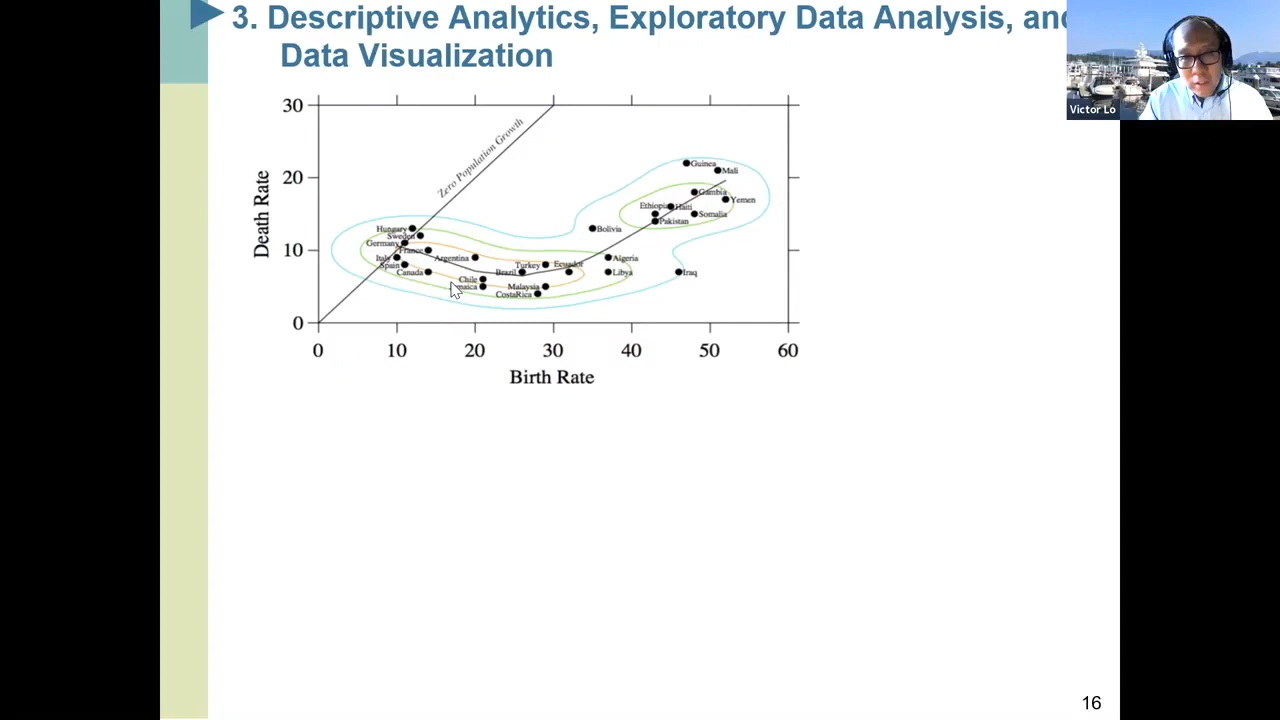 3. Descriptive Analytics, Exploratory Data Analysis, and
Data Visualization
Victor Lo
30
20
10
0
Death Rate
Zero Population Growth
Guinea
Mali
Gambia
Yemen
Ethiopia
Haiti
Somalia
Pakistan
Bolivia
Hungary
Sweden
Germany
France
Italy
Argentina
Algeria
Spain
Turkey
Ecuador
Canada
Brazil
Libya
Iraq
Chile
maica
Malaysia
CostaRica
0 10 20 30 40 50 60
Birth Rate
16